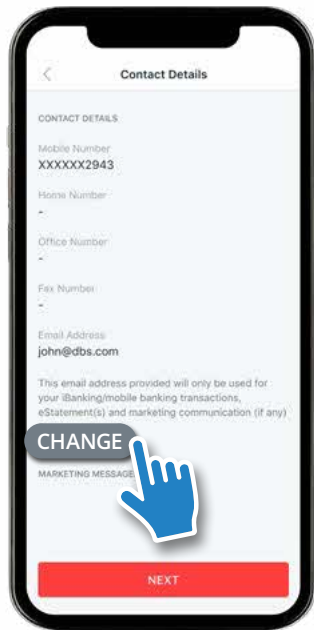 Contact Details
CONTACT DETAILS
Mobile Number
XXXXXX2943
Home Number
-
Office Number
-
Fax Number
-
Email Address
john@dbs.com
This email address provided will only be used for
your iBanking/mobile banking transactions,
eStatement(s) and marketing communication (if any)
CHANGE
MARKETING MESSAGE
NEXT